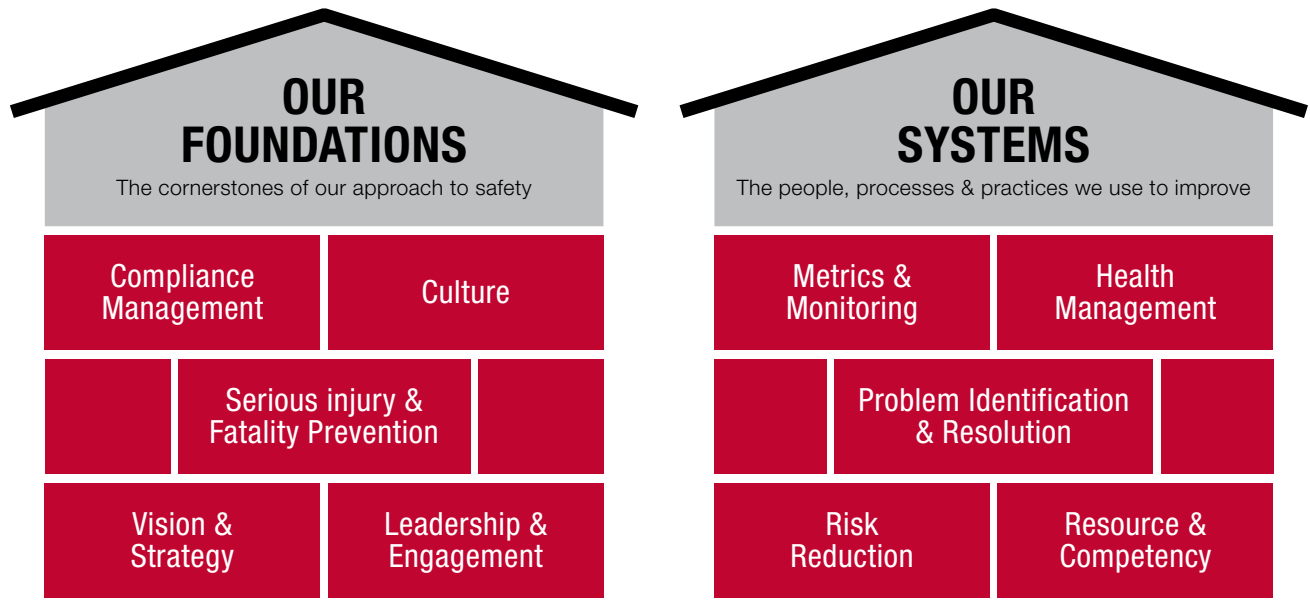 OUR
FOUNDATIONS
The cornerstones of our approach to safety
Compliance
Management
Culture
Serious injury &
Fatality Prevention
Vision &
Strategy
Leadership &
Engagement
OUR
SYSTEMS
The people, processes & practices we use to improve
Metrics &
Monitoring
Health
Management
Problem Identification
& Resolution
Risk
Reduction
Resource &
Competency